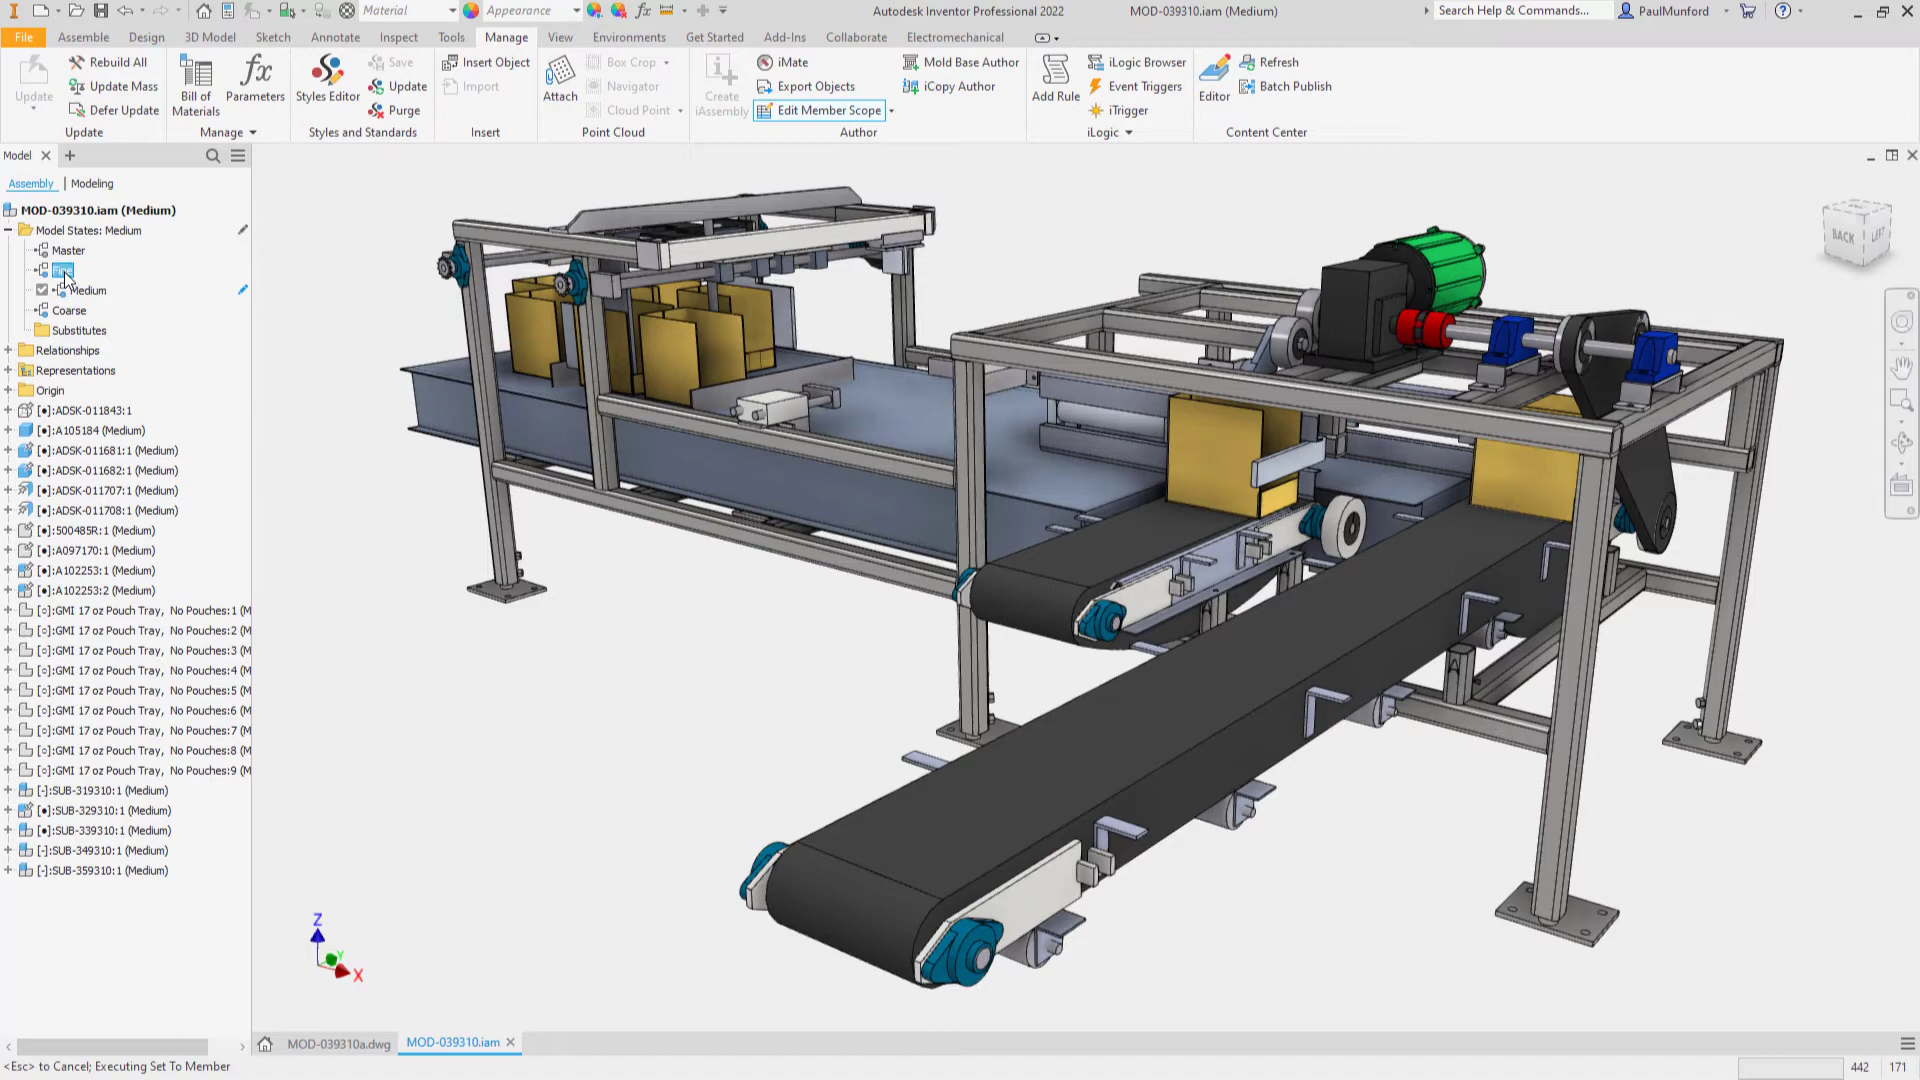 Material
Appearance
fx
Autodesk Inventor Professional 2022
MOD-039310.iam (Medium)
Search Help & Commands...
PaulMunford
File
Assemble
Design
3D Model
Sketch
Annotate
Inspect
Tools
Manage
View
Environments
Get Started
Add-Ins
Collaborate
Electromechanical
Update
Rebuild All
Update Mass
Defer Update
Update
Bill of Materials
fx
Parameters
Manage
Styles Editor
Save
Update
Purge
Styles and Standards
Insert Object
Import
Insert
Attach
Box Crop
Navigator
Cloud Point
Point Cloud
Create iAssembly
iMate
Export Objects
Edit Member Scope
Mold Base Author
iCopy Author
Author
Add Rule
iLogic Browser
Event Triggers
iTrigger
iLogic
Editor
Refresh
Batch Publish
Content Center
Model
Assembly
Modeling
MOD-039310.iam (Medium)
Model States: Medium
Master
Medium
Coarse
Substitutes
Relationships
Representations
Origin
[●]:ADSK-011843:1
[●]:A105184 (Medium)
[●]:ADSK-011681:1 (Medium)
[●]:ADSK-011682:1 (Medium)
[●]:ADSK-011707:1 (Medium)
[●]:ADSK-011708:1 (Medium)
[●]:500485R:1 (Medium)
[●]:A097170:1 (Medium)
[●]:A102253:1 (Medium)
[●]:A102253:2 (Medium)
[○]:GMI 17 oz Pouch Tray, No Pouches:1 (M
[○]:GMI 17 oz Pouch Tray, No Pouches:2 (M
[○]:GMI 17 oz Pouch Tray, No Pouches:3 (M
[○]:GMI 17 oz Pouch Tray, No Pouches:4 (M
[○]:GMI 17 oz Pouch Tray, No Pouches:5 (M
[○]:GMI 17 oz Pouch Tray, No Pouches:6 (M
[○]:GMI 17 oz Pouch Tray, No Pouches:7 (M
[○]:GMI 17 oz Pouch Tray, No Pouches:8 (M
[○]:GMI 17 oz Pouch Tray, No Pouches:9 (M
[-]:SUB-319310:1 (Medium)
[●]:SUB-329310:1 (Medium)
[●]:SUB-339310:1 (Medium)
[-]:SUB-349310:1 (Medium)
[-]:SUB-359310:1 (Medium)
BACK
LEFT
Z
Y
X
MOD-039310a.dwg
MOD-039310.iam
<Esc> to Cancel; Executing Set To Member
442
171